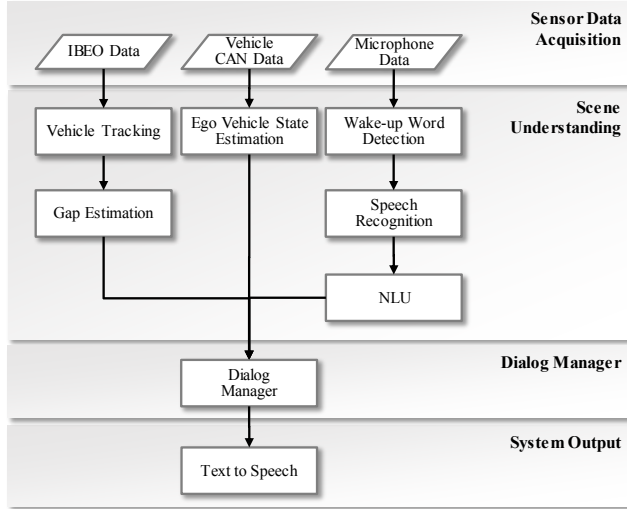 Sensor Data
Acquisition
IBEO Data
Vehicle
CAN Data
Microphone
Data
Scene
Understanding
Vehicle Tracking
Ego Vehicle State
Estimation
Wake-up Word
Detection
Gap Estimation
Speech
Recognition
NLU
Dialog Manager
Dialog
Manager
System Output
Text to Speech